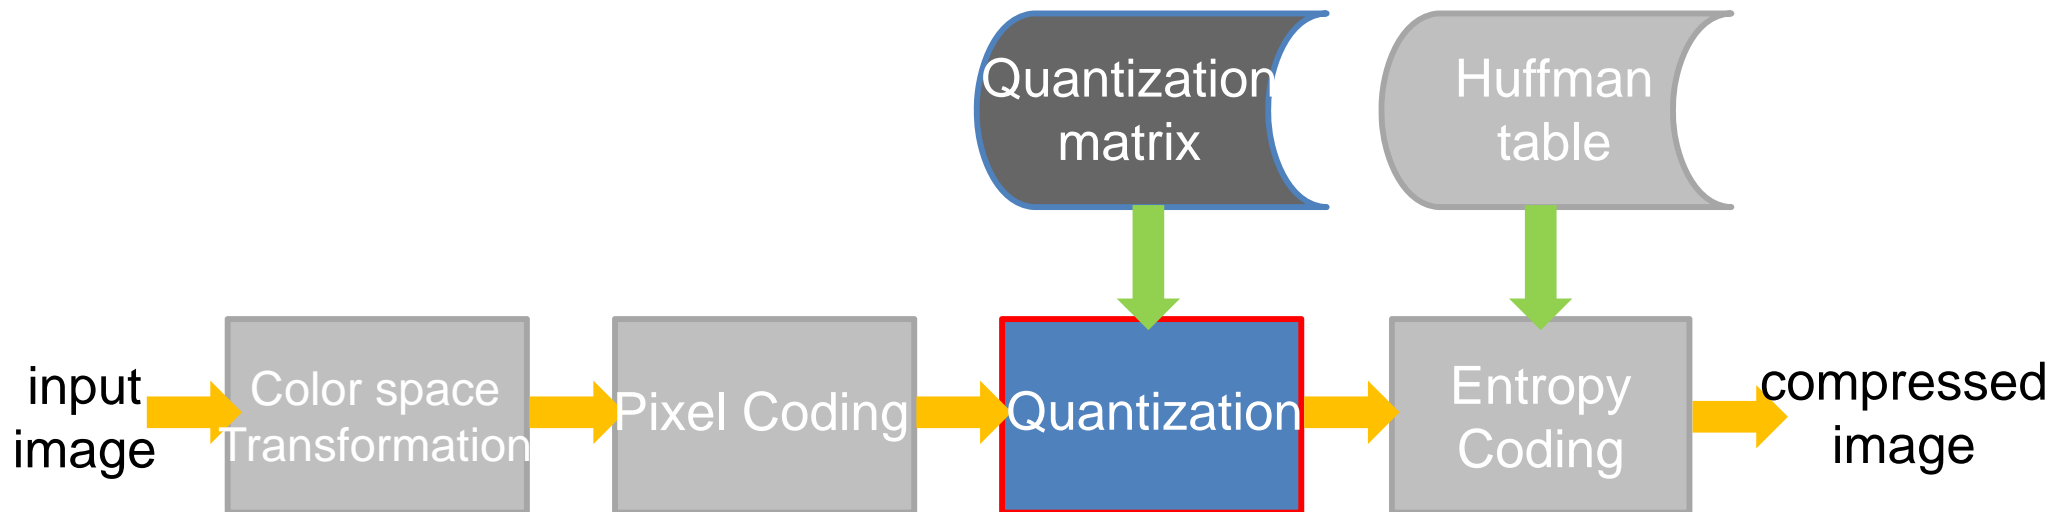 Quantization
matrix
Huffman
table
input
image
Color space
Transformation
Pixel Coding
Quantization
Entropy
Coding
compressed
image